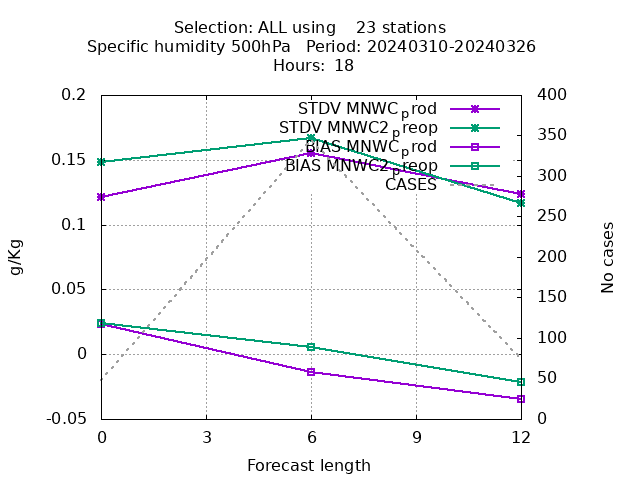 Selection: ALL using    23 stations
Specific humidity 500hPa   Period: 20240310-20240326
Hours:  18
0.2
0.15
0.1
0.05
0
-0.05
400
350
300
250
200
150
100
50
0
STDV MNWC_prod
STDV MNWC2_preop
BIAS MNWC_prod
BIAS MNWC2_preop
CASES
g/Kg
No cases
0 3 6 9 12
Forecast length